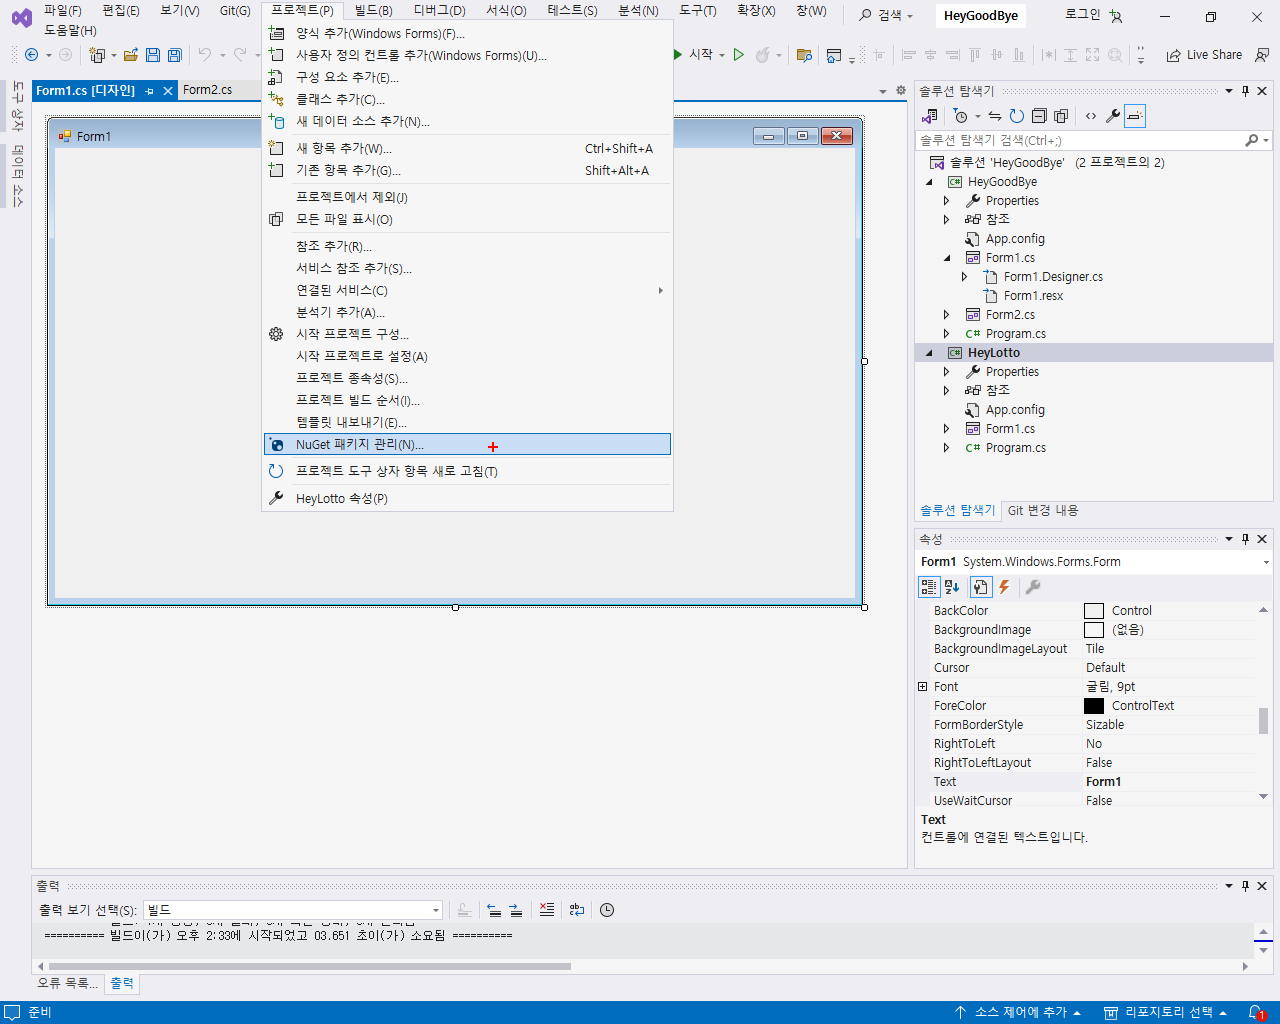 파일(F) 편집(E) 보기(V) Git(G) 프로젝트(P) 빌드(B) 디버그(D) 서식(O) 테스트(S) 분석(N) 도구(T) 확장(X) 창(W) 검색 HeyGoodBye 로그인
도움말(H)
시작 Live Share
도구 상자
데이터 소스
Form1.cs [디자인] Form2.cs
Form1
양식 추가(Windows Forms)(F)...
사용자 정의 컨트롤 추가(Windows Forms)(U)...
구성 요소 추가(E)...
클래스 추가(C)...
새 데이터 소스 추가(N)...
새 항목 추가(W)... Ctrl+Shift+A
기존 항목 추가(G)... Shift+Alt+A
프로젝트에서 제외(J)
모든 파일 표시(O)
참조 추가(R)...
서비스 참조 추가(S)...
연결된 서비스(C)
분석기 추가(A)...
시작 프로젝트 구성...
시작 프로젝트로 설정(A)
프로젝트 종속성(S)...
프로젝트 빌드 순서(I)...
템플릿 내보내기(E)...
NuGet 패키지 관리(N)...
프로젝트 도구 상자 항목 새로 고침(T)
HeyLotto 속성(P)
솔루션 탐색기
솔루션 탐색기 검색(Ctrl+;)
솔루션 'HeyGoodBye' (2 프로젝트의 2)
HeyGoodBye
Properties
참조
App.config
Form1.cs
Form1.Designer.cs
Form1.resx
Form2.cs
C# Program.cs
HeyLotto
Properties
참조
App.config
Form1.cs
C# Program.cs
솔루션 탐색기 Git 변경 내용
속성
Form1 System.Windows.Forms.Form
BackColor Control
BackgroundImage (없음)
BackgroundImageLayout Tile
Cursor Default
Font 굴림, 9pt
ForeColor ControlText
FormBorderStyle Sizable
RightToLeft No
RightToLeftLayout False
Text Form1
UseWaitCursor False
Text
컨트롤에 연결된 텍스트입니다.
출력
출력 보기 선택(S): 빌드
========== 빌드이(가) 오후 2:33에 시작되었고 03.651 초이(가) 소요됨 ==========
오류 목록... 출력
준비 소스 제어에 추가 리포지토리 선택 1